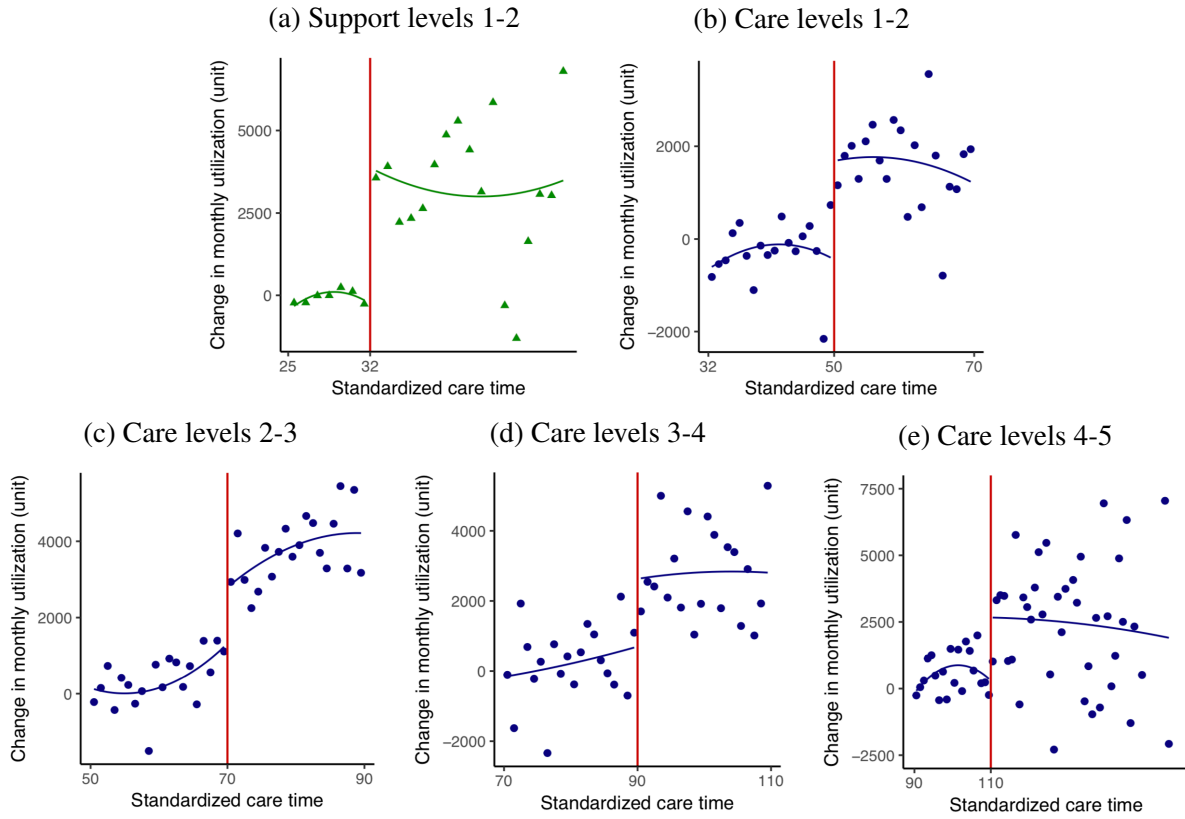 (a) Support levels 1-2
Change in monthly utilization (unit)
5000
2500
0
25
32
Standardized care time
(b) Care levels 1-2
Change in monthly utilization (unit)
2000
0
−2000
32
50
70
Standardized care time
(c) Care levels 2-3
Change in monthly utilization (unit)
4000
2000
0
50
70
90
Standardized care time
(d) Care levels 3-4
Change in monthly utilization (unit)
4000
2000
0
−2000
70
90
110
Standardized care time
(e) Care levels 4-5
Change in monthly utilization (unit)
7500
5000
2500
0
−2500
90
110
Standardized care time